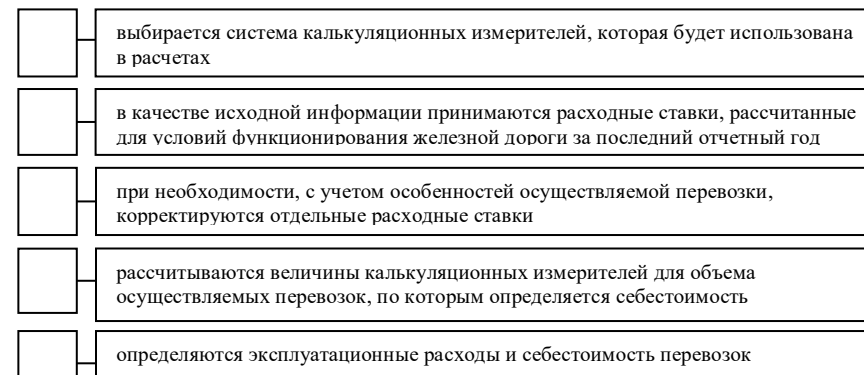 выбирается система калькуляционных измерителей, которая будет использована
в расчетах
в качестве исходной информации принимаются расходные ставки, рассчитанные
для условий функционирования железной дороги за последний отчетный год
при необходимости, с учетом особенностей осуществляемой перевозки,
корректируются отдельные расходные ставки
рассчитываются величины калькуляционных измерителей для объема
осуществляемых перевозок, по которым определяется себестоимость
определяются эксплуатационные расходы и себестоимость перевозок